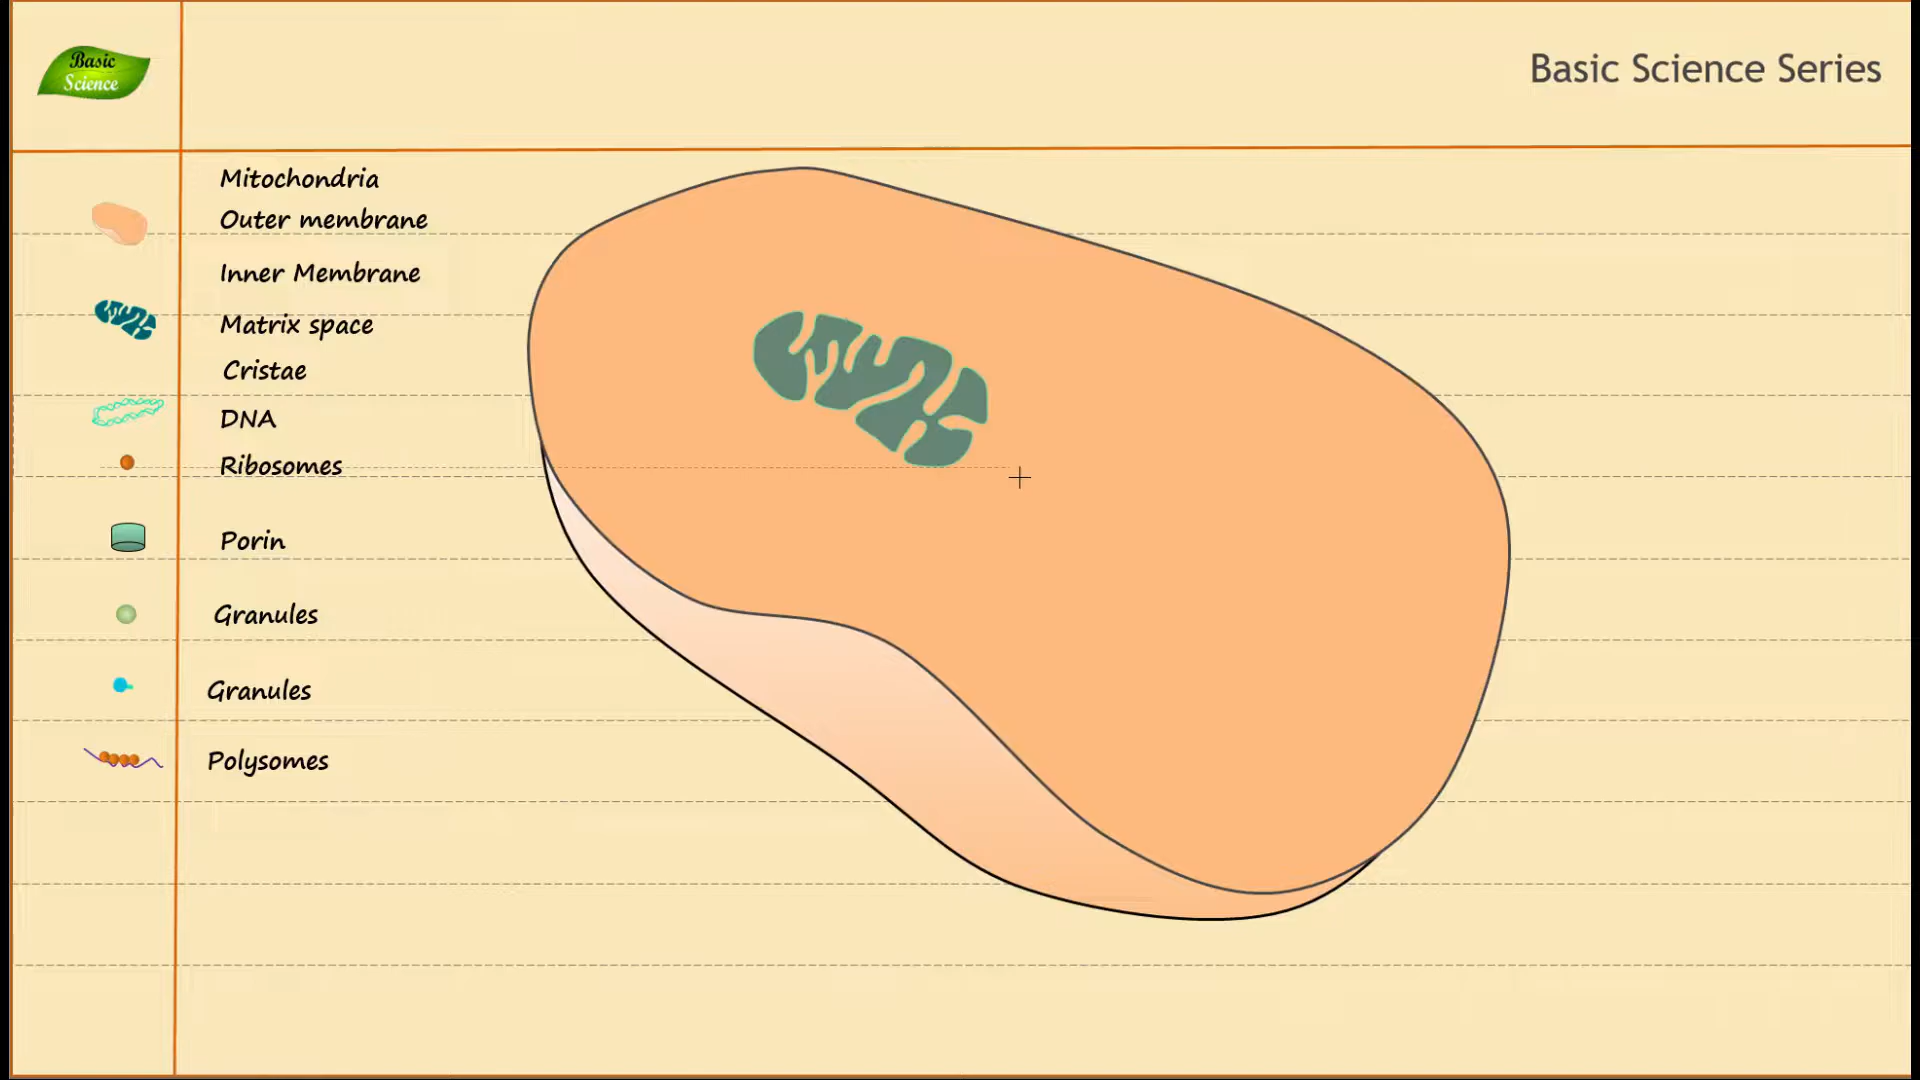 Basic
Science
Basic Science Series
Mitochondria
Outer membrane
Inner Membrane
Matrix space
Cristae
DNA
Ribosomes
Porin
Granules
Granules
Polysomes